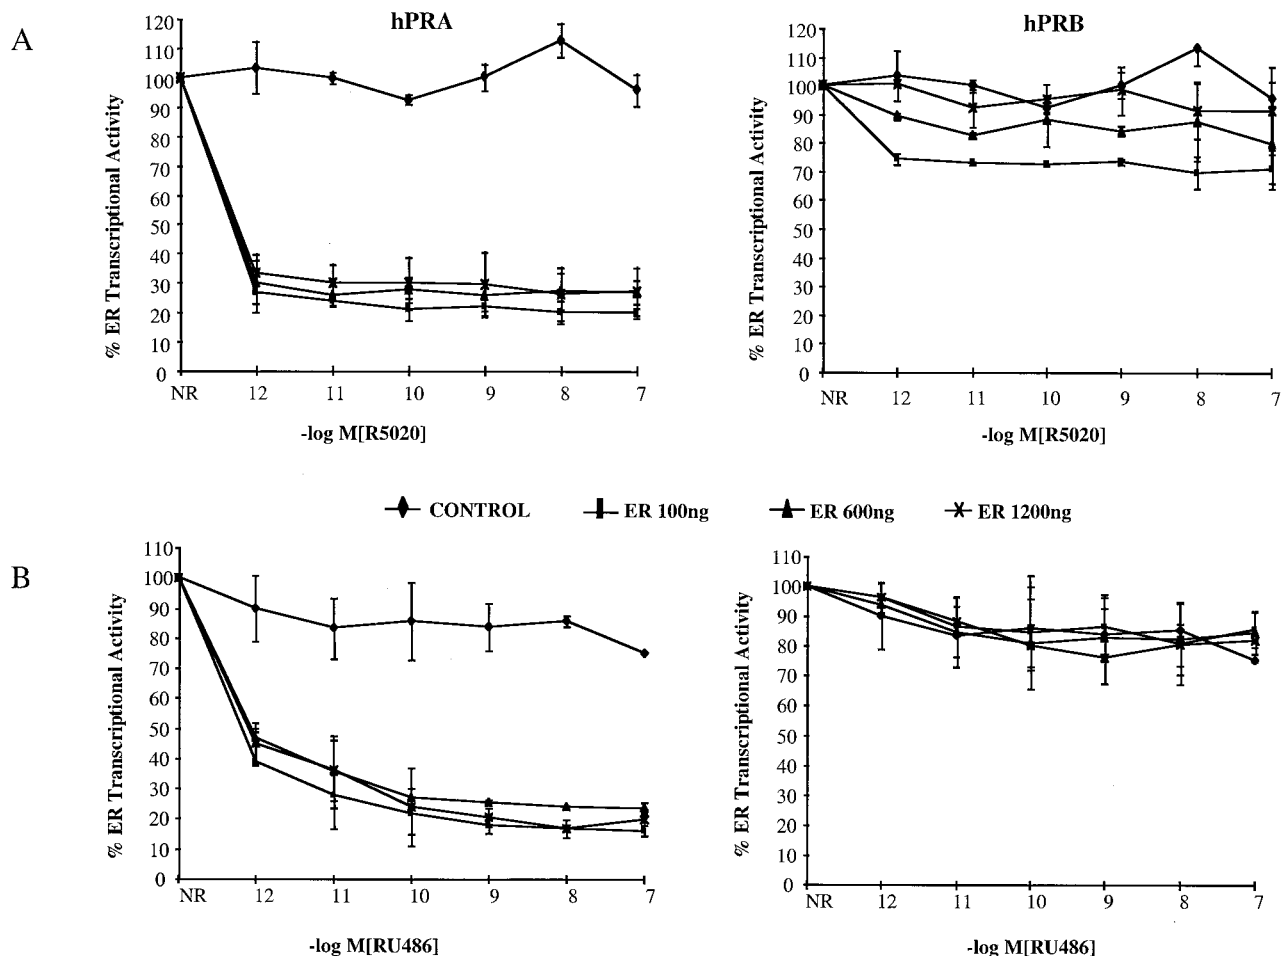 A
hPRA
hPRB
% ER Transcriptional Activity
120
110
100
90
80
70
60
50
40
30
20
10
0
NR 12 11 10 9 8 7
-log M[R5020]
% ER Transcriptional Activity
120
110
100
90
80
70
60
50
40
30
20
10
0
NR 12 11 10 9 8 7
-log M[R5020]
CONTROL ER 100ng ER 600ng ER 1200ng
B
% ER Transcriptional Activity
110
100
90
80
70
60
50
40
30
20
10
0
NR 12 11 10 9 8 7
-log M[RU486]
% ER Transcriptional Activity
110
100
90
80
70
60
50
40
30
20
10
0
NR 12 11 10 9 8 7
-log M[RU486]